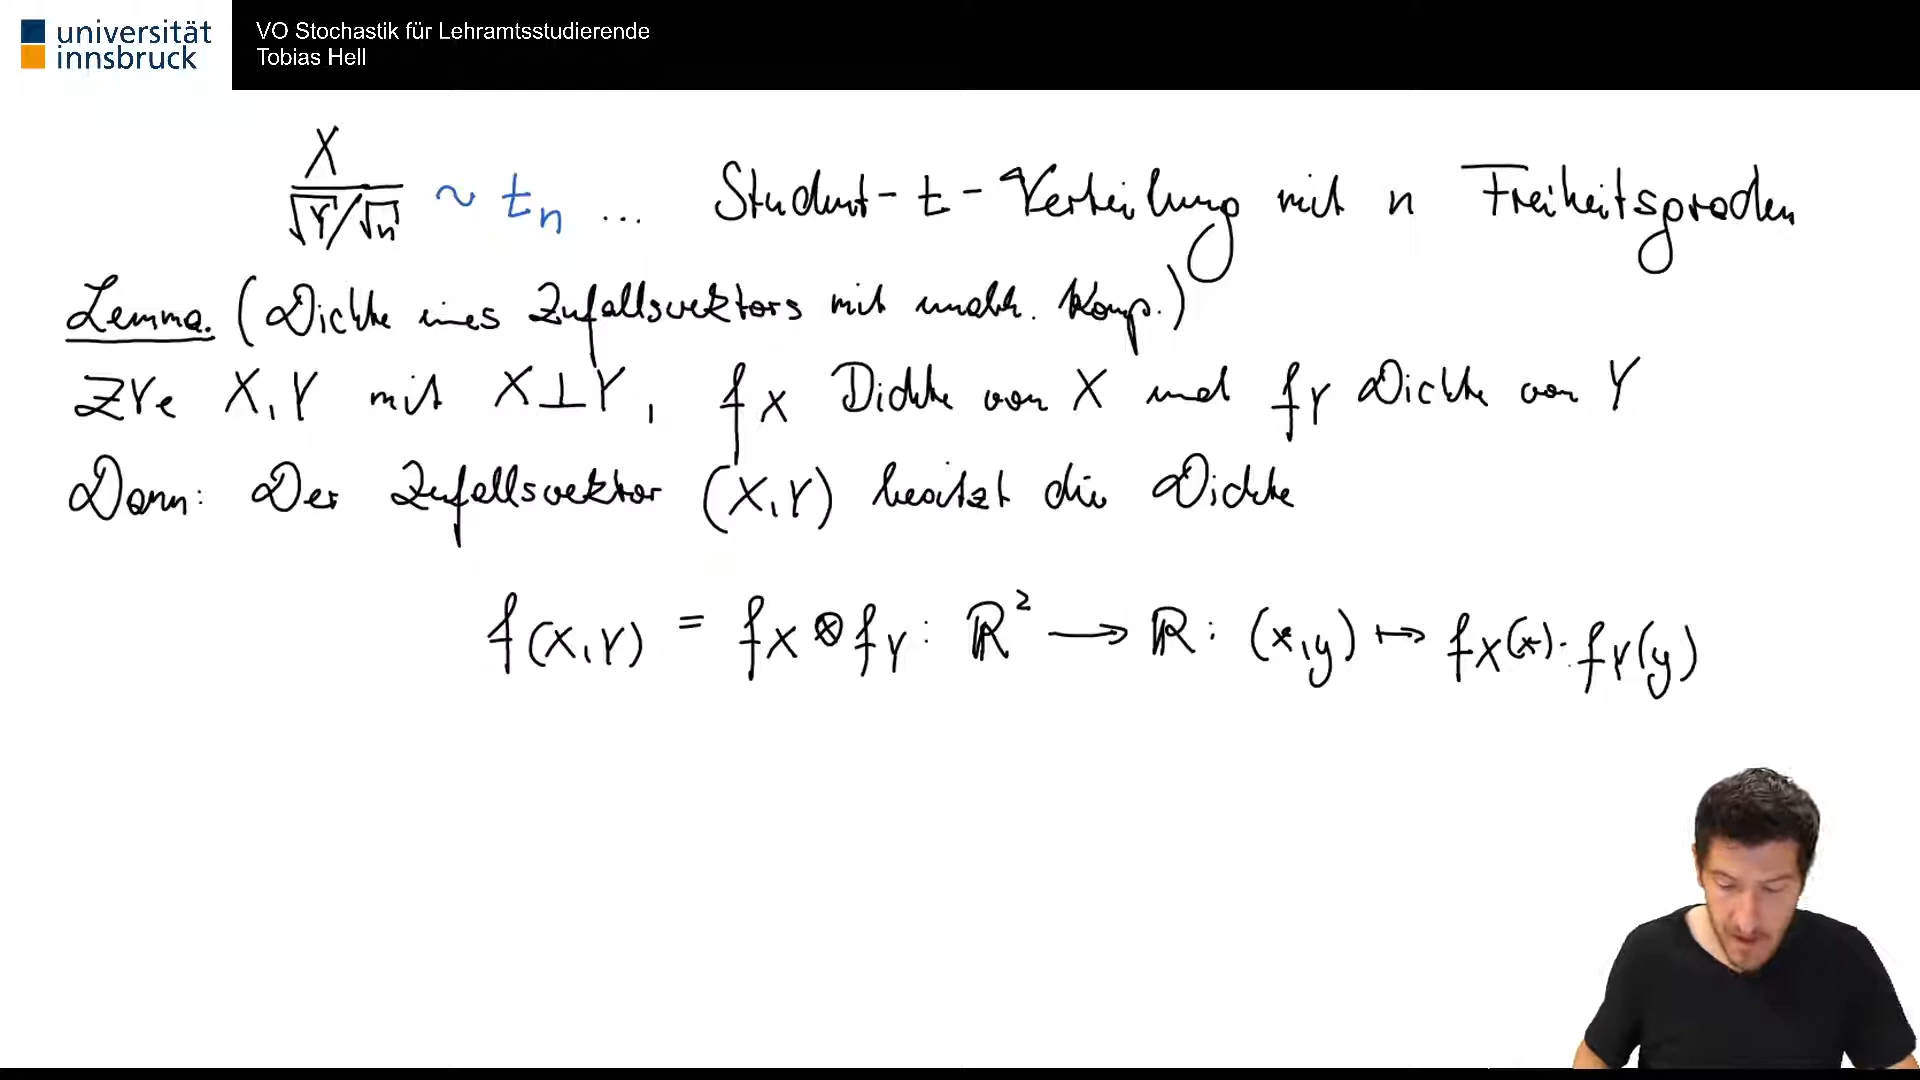 universität
innsbruck
VO Stochastik für Lehramtsstudierende
Tobias Hell
X / (√Y/√n) ~ tₙ ... Student-t-Verteilung mit n Freiheitsgraden
Lemma. (Dichte eines Zufallsvektors mit unabh. Komp.)
ZVe X,Y mit X⊥Y, f_X Dichte von X und f_Y Dichte von Y
Dann: Der Zufallsvektor (X,Y) besitzt die Dichte
f_(X,Y) = f_X ⊗ f_Y : ℝ² → ℝ : (x,y) ↦ f_X(x) · f_Y(y)